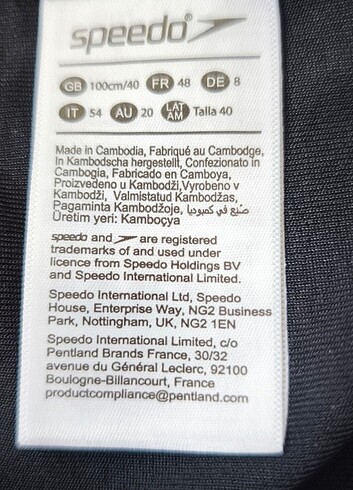 speedo®
GB 100cm/40 FR 48 DE 8
IT 54 AU 20 LAT AM Talla 40
Made in Cambodia, Fabriqué au Cambodge,
In Kambodscha hergestellt, Confezionato in
Cambogia, Fabricado en Camboya,
Proizvedeno u Kambodži,Vyrobeno v
Kambodži, Valmistatud Kambodžas,
Pagaminta Kambodžoje, صنع في كمبوديا
Üretim yeri: Kamboçya
speedo and are registered
trademarks of and used under
licence from Speedo Holdings BV
and Speedo International Limited.
Speedo International Ltd, Speedo
House, Enterprise Way, NG2 Business
Park, Nottingham, UK, NG2 1EN
Speedo International Limited, c/o
Pentland Brands France, 30/32
avenue du Général Leclerc, 92100
Boulogne-Billancourt, France
productcompliance@pentland.com